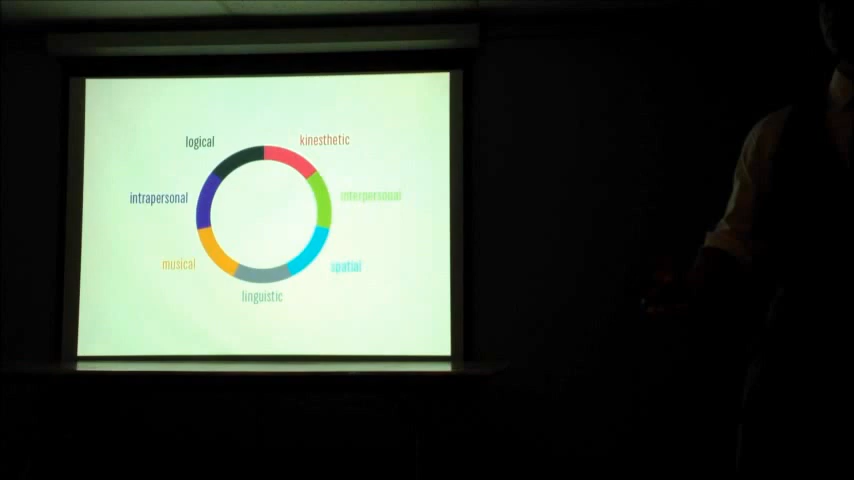 logical
kinesthetic
intrapersonal
interpersonal
musical
spatial
linguistic